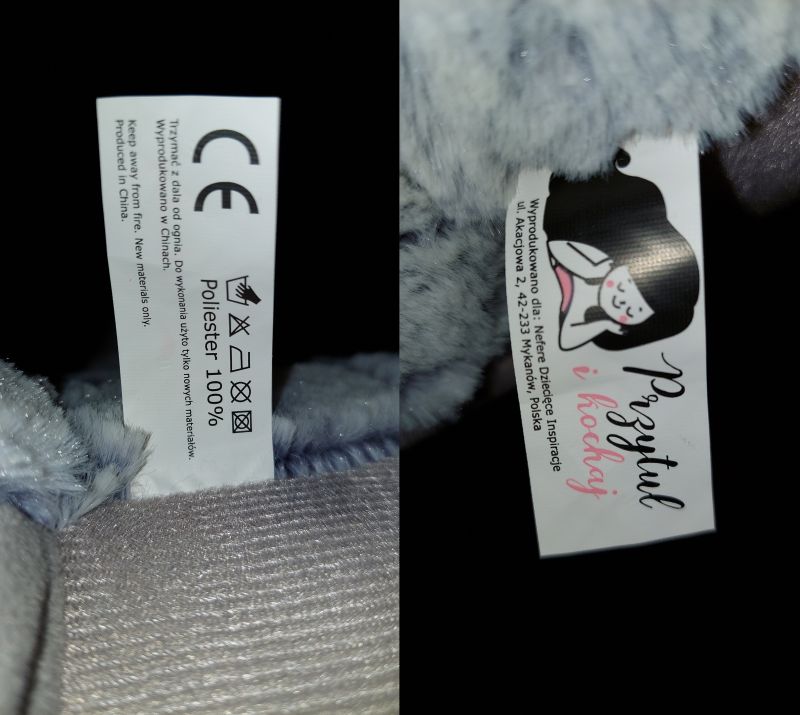 CE
Poliester 100%
Trzymać z dala od ognia. Do wykonania użyto tylko nowych materiałów.
Wyprodukowano w Chinach.
Keep away from fire. New materials only.
Produced in China.
Przytul
i kochaj
Wyprodukowano dla: Nefere Dziecięce Inspiracje
ul. Akacjowa 2, 42-233 Mykanów, Polska